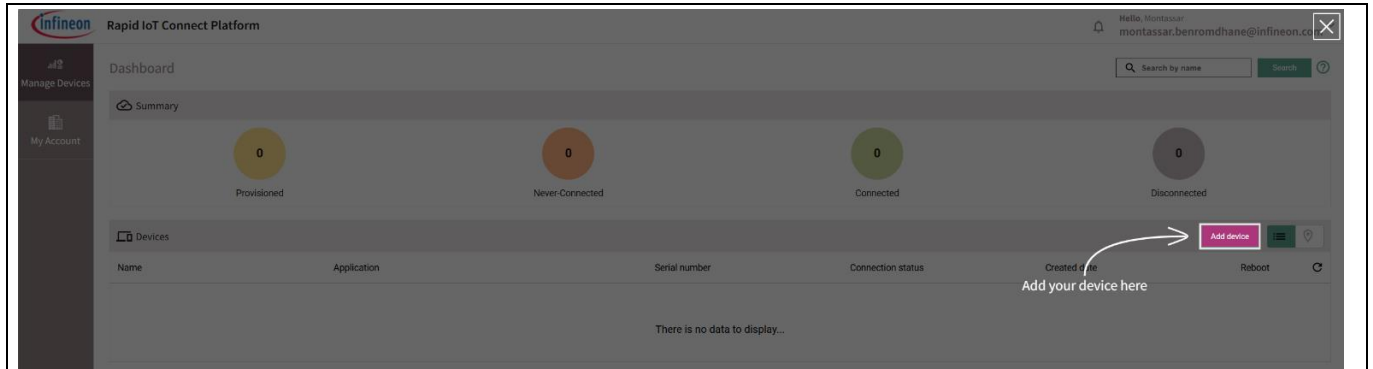 infineon
Rapid IoT Connect Platform
Hello, Montassar
montassar.benromdhane@infineon.com
Manage Devices
My Account
Dashboard
Search by name
Search
Summary
0
Provisioned
0
Never-Connected
0
Connected
0
Disconnected
Devices
Add device
Name Application Serial number Connection status Created date Reboot
Add your device here
There is no data to display...